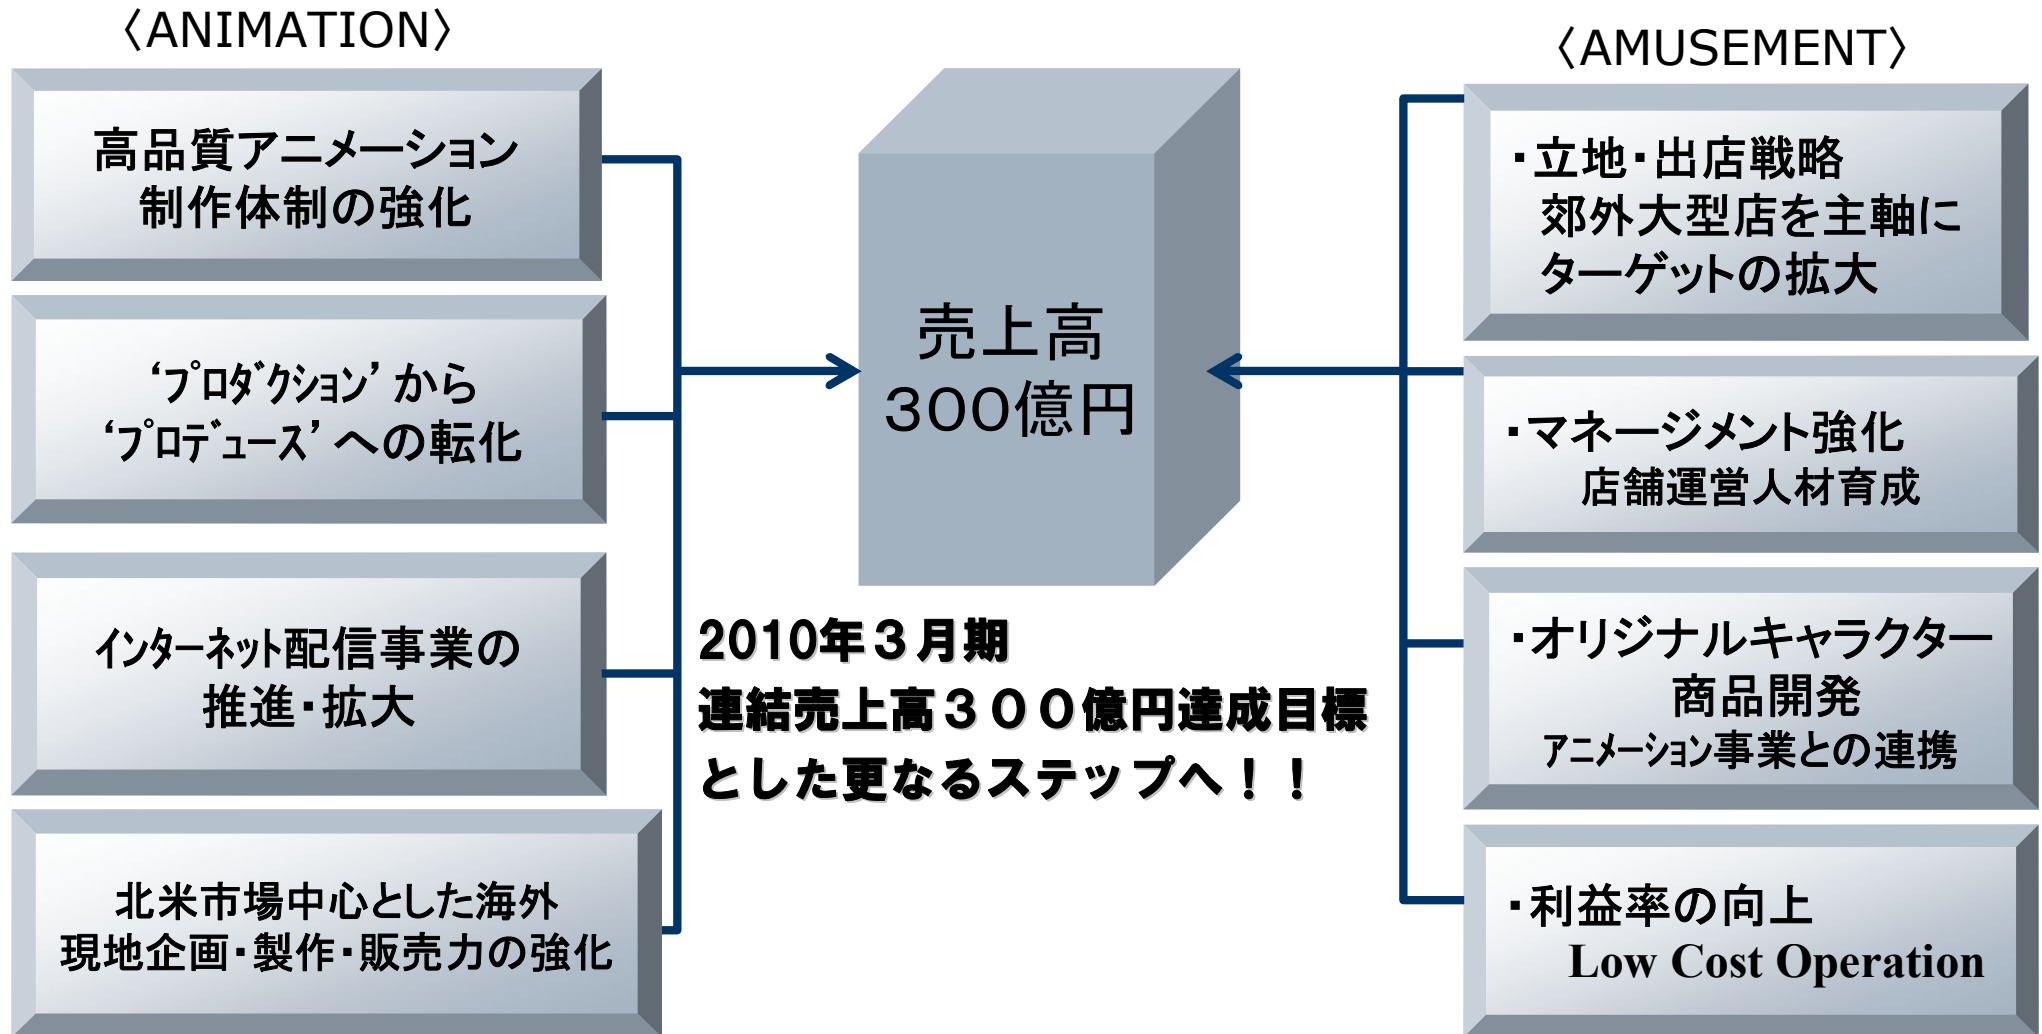 〈ANIMATION〉
高品質アニメーション
制作体制の強化
‘ﾌﾟﾛﾀﾞｸｼｮﾝ’から
‘ﾌﾟﾛﾃﾞｭｰｽ’への転化
ｲﾝﾀｰﾈｯﾄ配信事業の
推進・拡大
北米市場中心とした海外
現地企画・製作・販売力の強化
売上高
３００億円
2010年３月期
連結売上高３００億円達成目標
とした更なるステップへ！！
〈AMUSEMENT〉
・立地・出店戦略
郊外大型店を主軸に
ターゲットの拡大
・マネージメント強化
店舗運営人材育成
・オリジナルキャラクター
商品開発
ｱﾆﾒｰｼｮﾝ事業との連携
・利益率の向上
Low Cost Operation